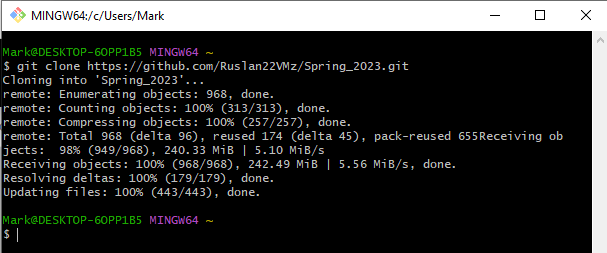 MINGW64:/c/Users/Mark
Mark@DESKTOP-6OPP1B5 MINGW64 ~
$ git clone https://github.com/Ruslan22VMz/Spring_2023.git
Cloning into 'Spring_2023'...
remote: Enumerating objects: 968, done.
remote: Counting objects: 100% (313/313), done.
remote: Compressing objects: 100% (257/257), done.
remote: Total 968 (delta 96), reused 174 (delta 45), pack-reused 655Receiving ob
jects:  98% (949/968), 240.33 MiB | 5.10 MiB/s
Receiving objects: 100% (968/968), 242.49 MiB | 5.56 MiB/s, done.
Resolving deltas: 100% (179/179), done.
Updating files: 100% (443/443), done.
Mark@DESKTOP-6OPP1B5 MINGW64 ~
$